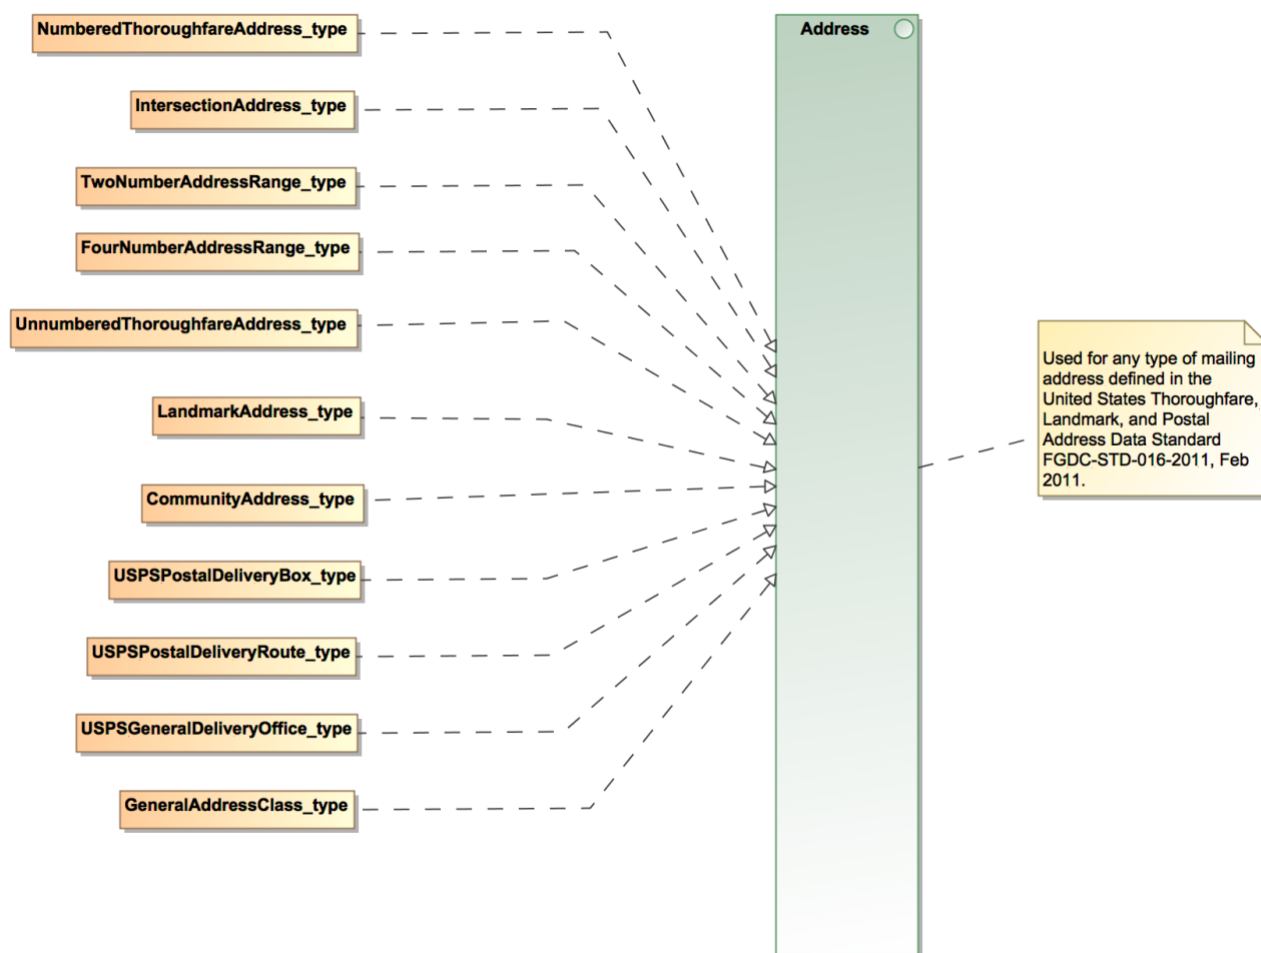 NumberedThoroughfareAddress_type
Address
IntersectionAddress_type
TwoNumberAddressRange_type
FourNumberAddressRange_type
UnnumberedThoroughfareAddress_type
LandmarkAddress_type
CommunityAddress_type
USPSPostalDeliveryBox_type
USPSPostalDeliveryRoute_type
USPSGeneralDeliveryOffice_type
GeneralAddressClass_type
Used for any type of mailing
address defined in the
United States Thoroughfare,
Landmark, and Postal
Address Data Standard
FGDC-STD-016-2011, Feb
2011.